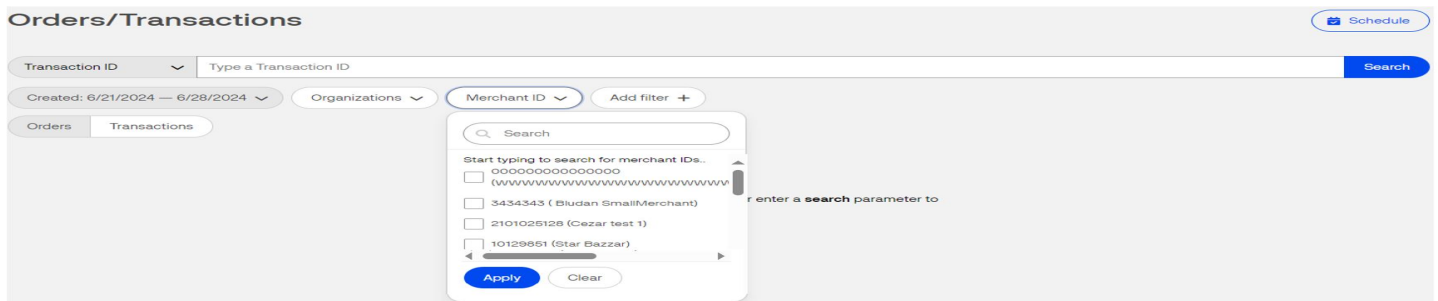 Orders/Transactions
Schedule
Transaction ID
Type a Transaction ID
Search
Created: 6/21/2024 — 6/28/2024
Organizations
Merchant ID
Add filter +
Orders
Transactions
Search
Start typing to search for merchant IDs..
3434343 ( Bludan SmallMerchant)
2101025128 (Cezar test 1)
10129851 (Star Bazzar)
enter a search parameter to
Apply
Clear